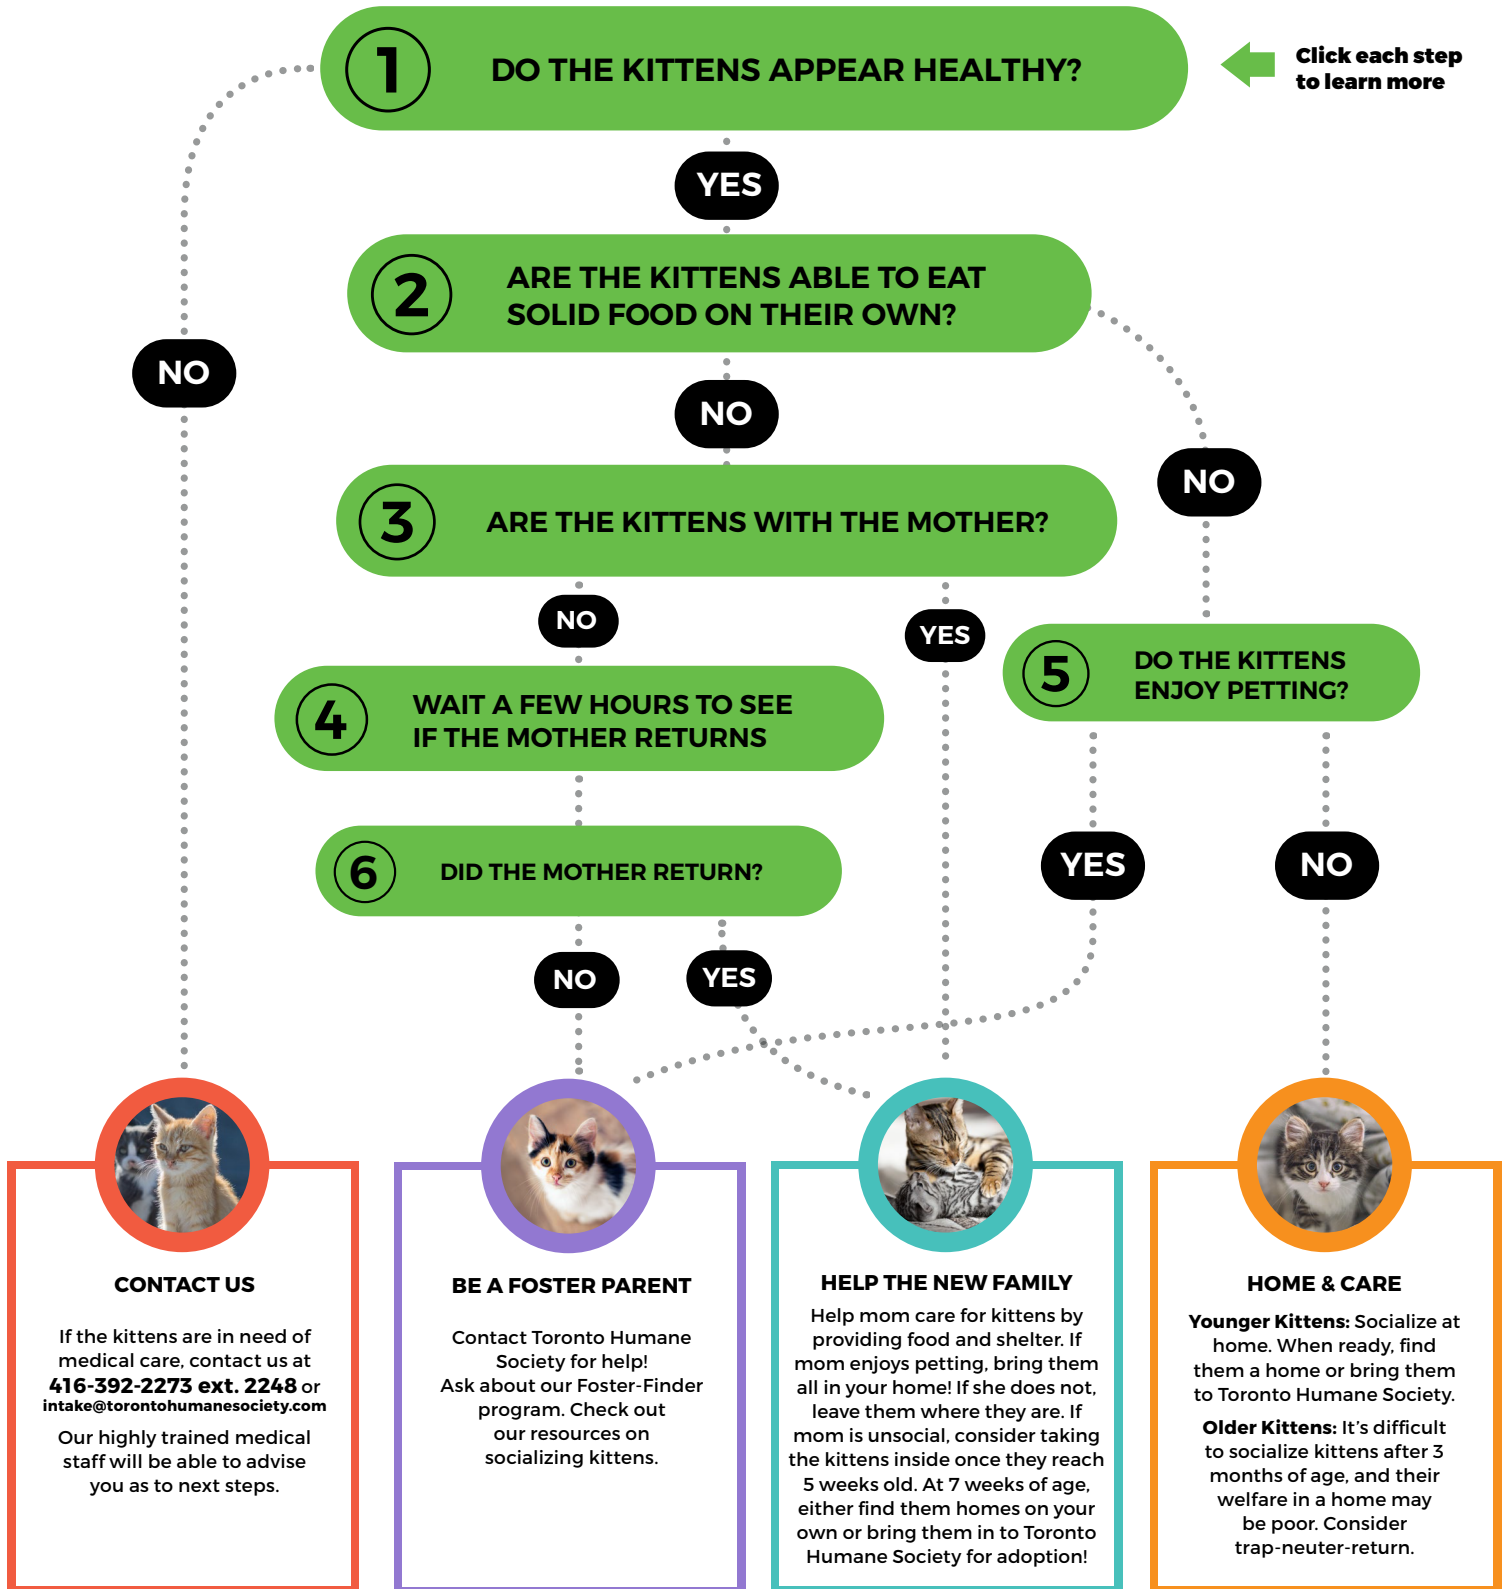 1
DO THE KITTENS APPEAR HEALTHY?
Click each step
to learn more
YES
2
ARE THE KITTENS ABLE TO EAT
SOLID FOOD ON THEIR OWN?
NO
NO
NO
3
ARE THE KITTENS WITH THE MOTHER?
NO
YES
4
WAIT A FEW HOURS TO SEE
IF THE MOTHER RETURNS
5
DO THE KITTENS
ENJOY PETTING?
6
DID THE MOTHER RETURN?
YES
NO
NO
YES
CONTACT US
If the kittens are in need of
medical care, contact us at
416-392-2273 ext. 2248 or
intake@torontohumanesociety.com
Our highly trained medical
staff will be able to advise
you as to next steps.
BE A FOSTER PARENT
Contact Toronto Humane
Society for help!
Ask about our Foster-Finder
program. Check out
our resources on
socializing kittens.
HELP THE NEW FAMILY
Help mom care for kittens by
providing food and shelter. If
mom enjoys petting, bring them
all in your home! If she does not,
leave them where they are. If
mom is unsocial, consider taking
the kittens inside once they reach
5 weeks old. At 7 weeks of age,
either find them homes on your
own or bring them in to Toronto
Humane Society for adoption!
HOME & CARE
Younger Kittens: Socialize at
home. When ready, find
them a home or bring them
to Toronto Humane Society.
Older Kittens: It's difficult
to socialize kittens after 3
months of age, and their
welfare in a home may
be poor. Consider
trap-neuter-return.